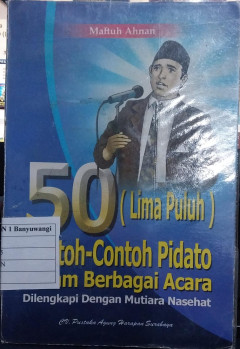 Maftuh Ahnan
50 ( Lima Puluh )
toh-Contoh Pidato
am Berbagai Acara
Dilengkapi Dengan Mutiara Nasehat
CV. Pustaka Agung Harapan Surabaya
N 1 Banyuwangi
N